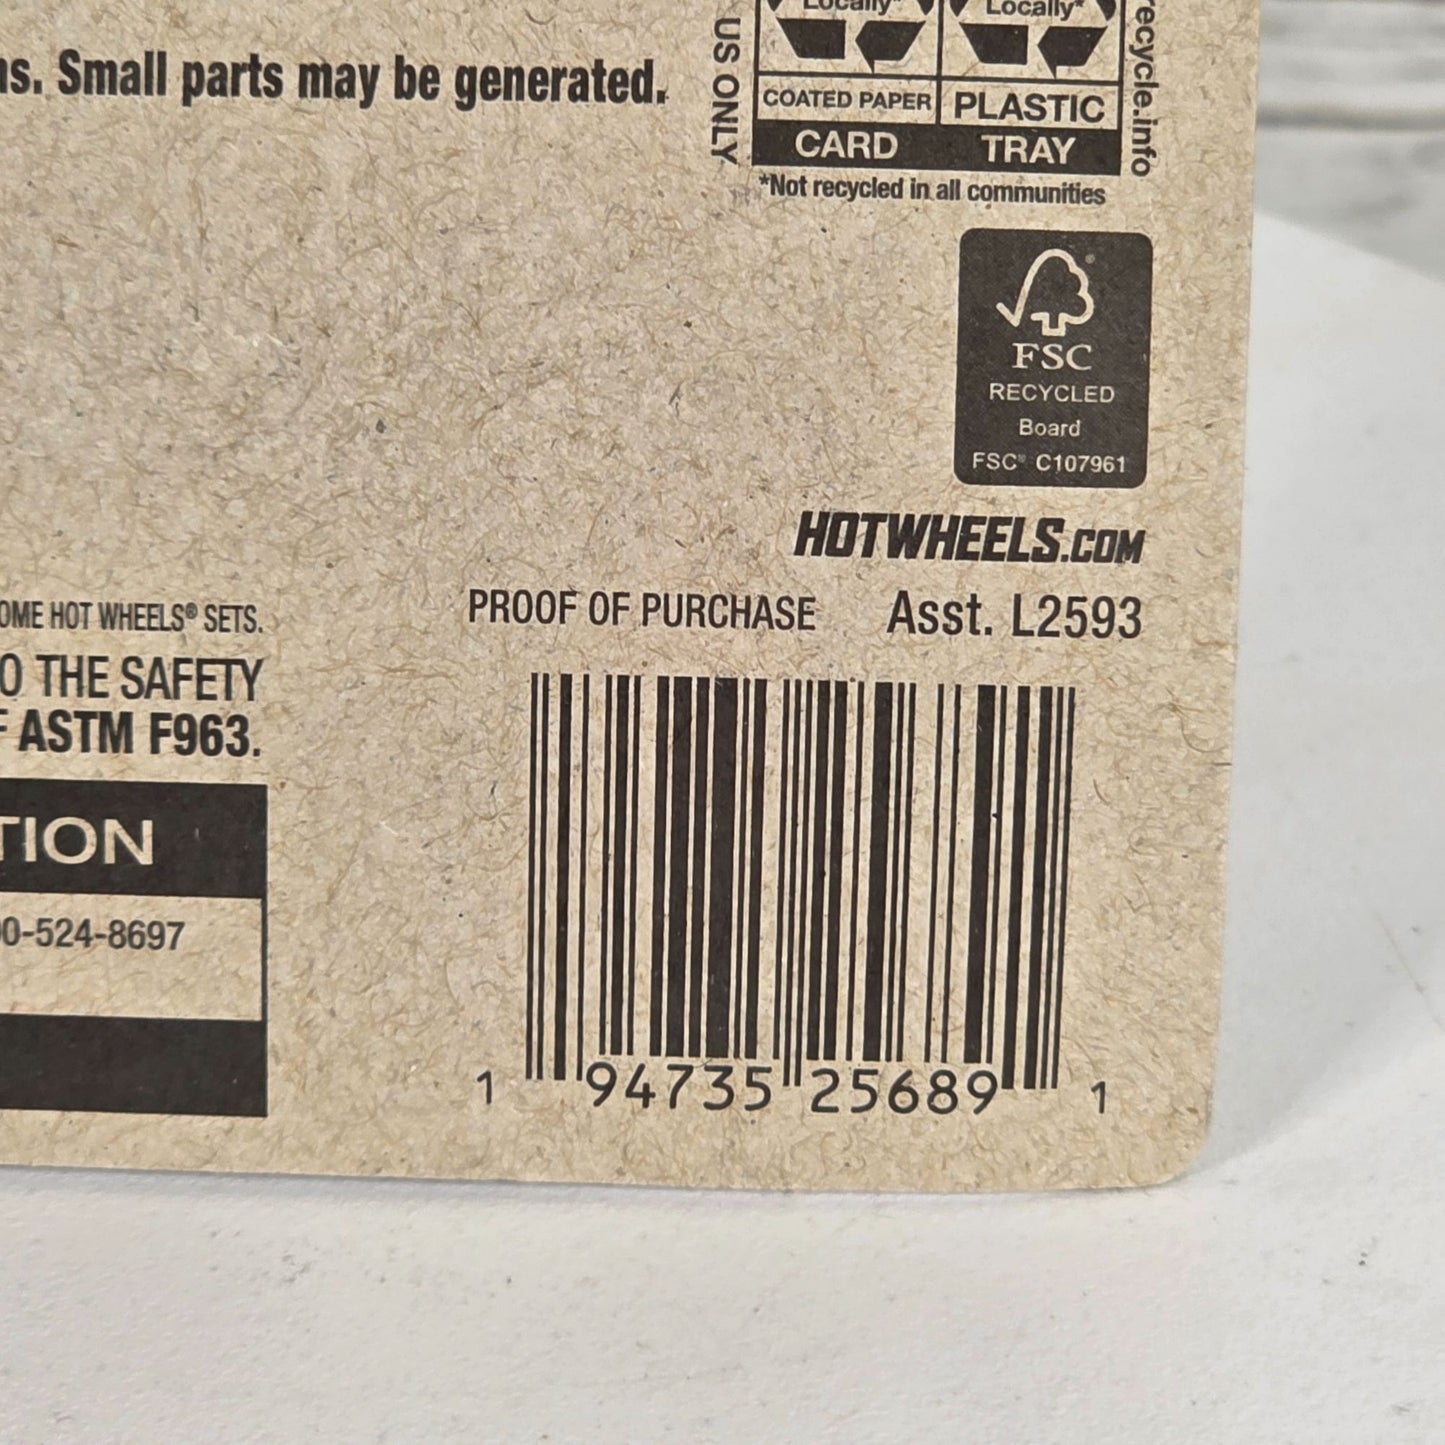 Locally* Locally*
Small parts may be generated.
US ONLY
COATED PAPER PLASTIC
CARD TRAY
recycle.info
*Not recycled in all communities
FSC
RECYCLED
Board
FSC® C107961
HOTWHEELS.COM
PROOF OF PURCHASE Asst. L2593
HOT WHEELS® SETS.
THE SAFETY
ASTM F963.
TION
0-524-8697
1 94735 25689 1